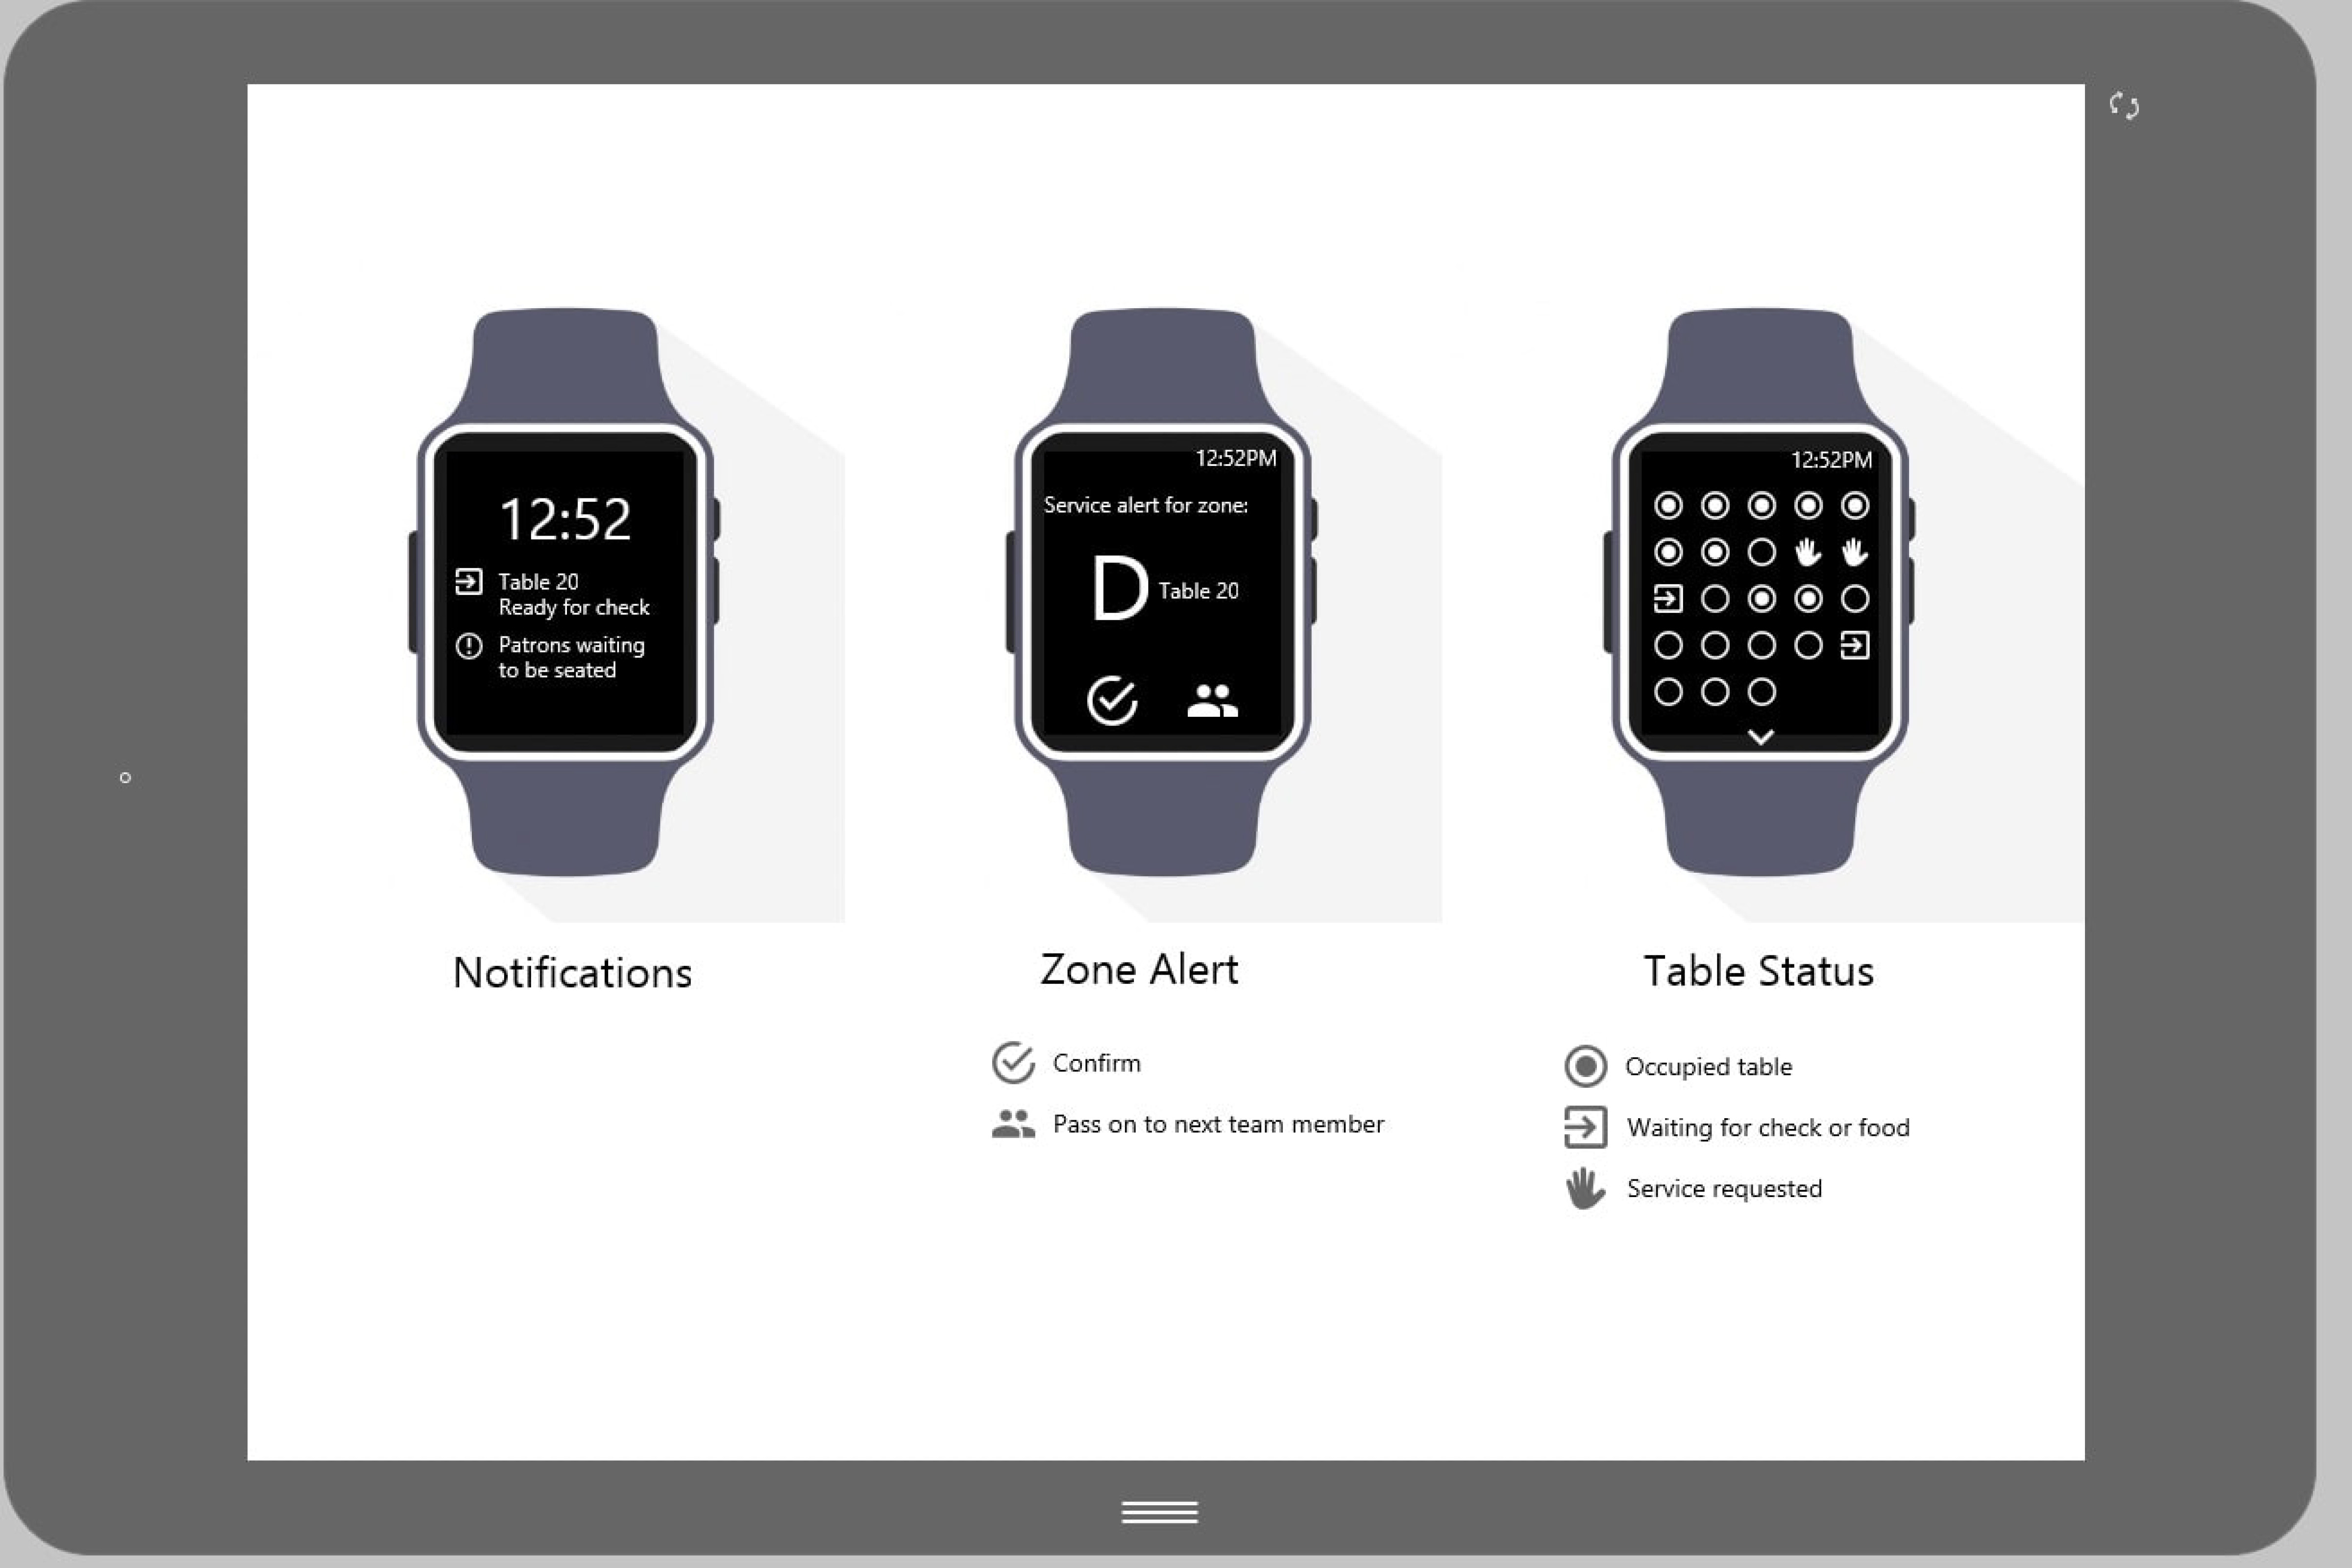 12:52
Table 20
Ready for check
Patrons waiting
to be seated
Notifications
12:52PM
Service alert for zone:
D Table 20
Zone Alert
Confirm
Pass on to next team member
12:52PM
Table Status
Occupied table
Waiting for check or food
Service requested